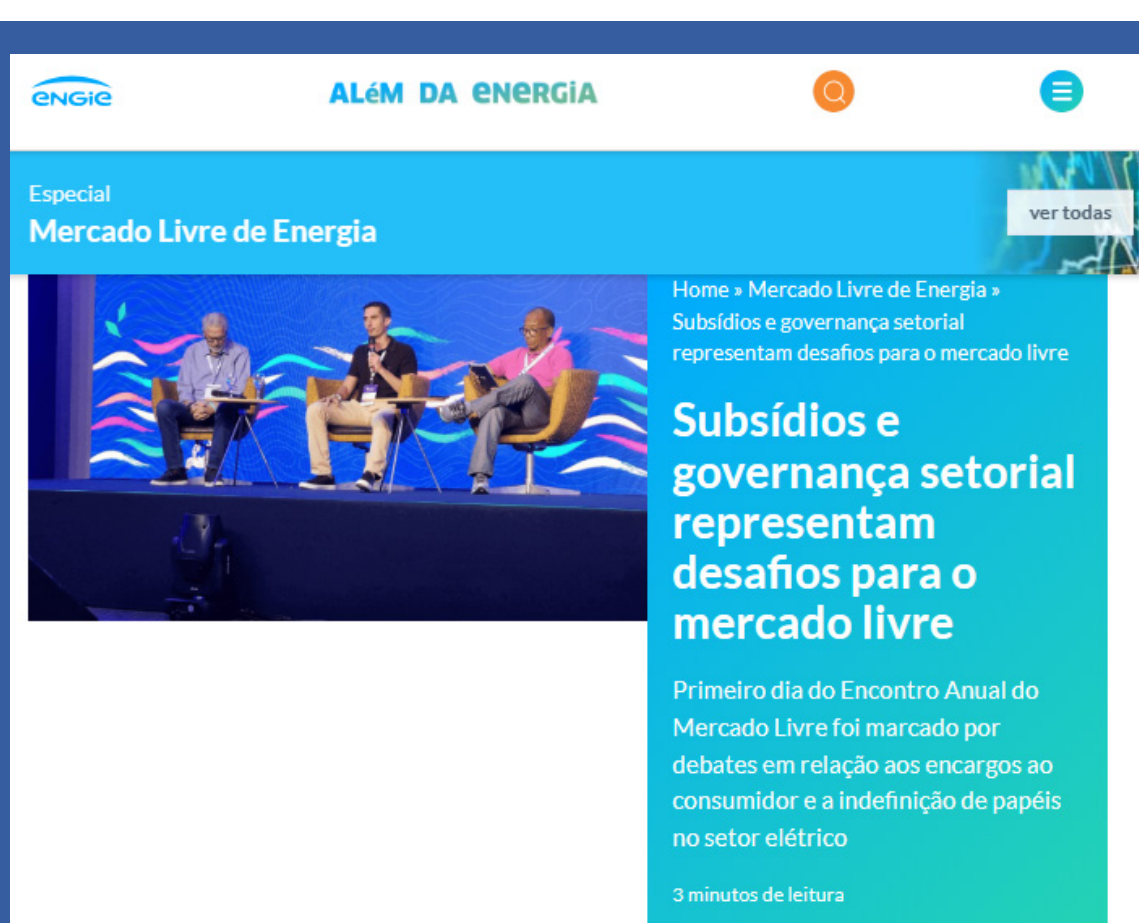 ENGIE
ALÉM DA ENERGIA
Especial
Mercado Livre de Energia
ver todas
Home » Mercado Livre de Energia »
Subsídios e governança setorial
representam desafios para o mercado livre
Subsídios e
governança setorial
representam
desafios para o
mercado livre
Primeiro dia do Encontro Anual do
Mercado Livre foi marcado por
debates em relação aos encargos ao
consumidor e a indefinição de papéis
no setor elétrico
3 minutos de leitura